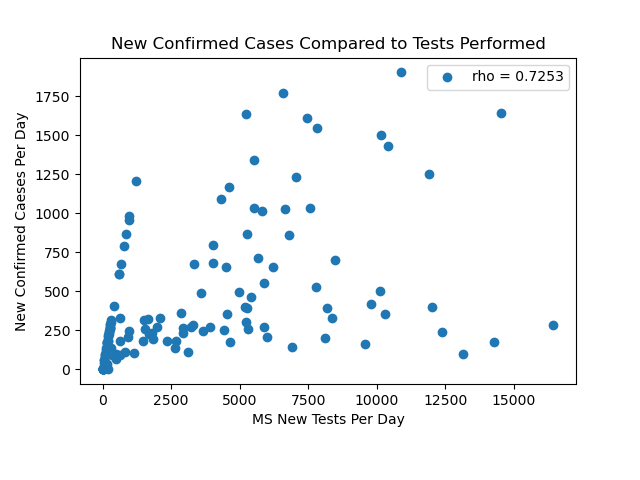 New Confirmed Cases Compared to Tests Performed
rho = 0.7253
New Confirmed Caeses Per Day
1750
1500
1250
1000
750
500
250
0
0 2500 5000 7500 10000 12500 15000
MS New Tests Per Day